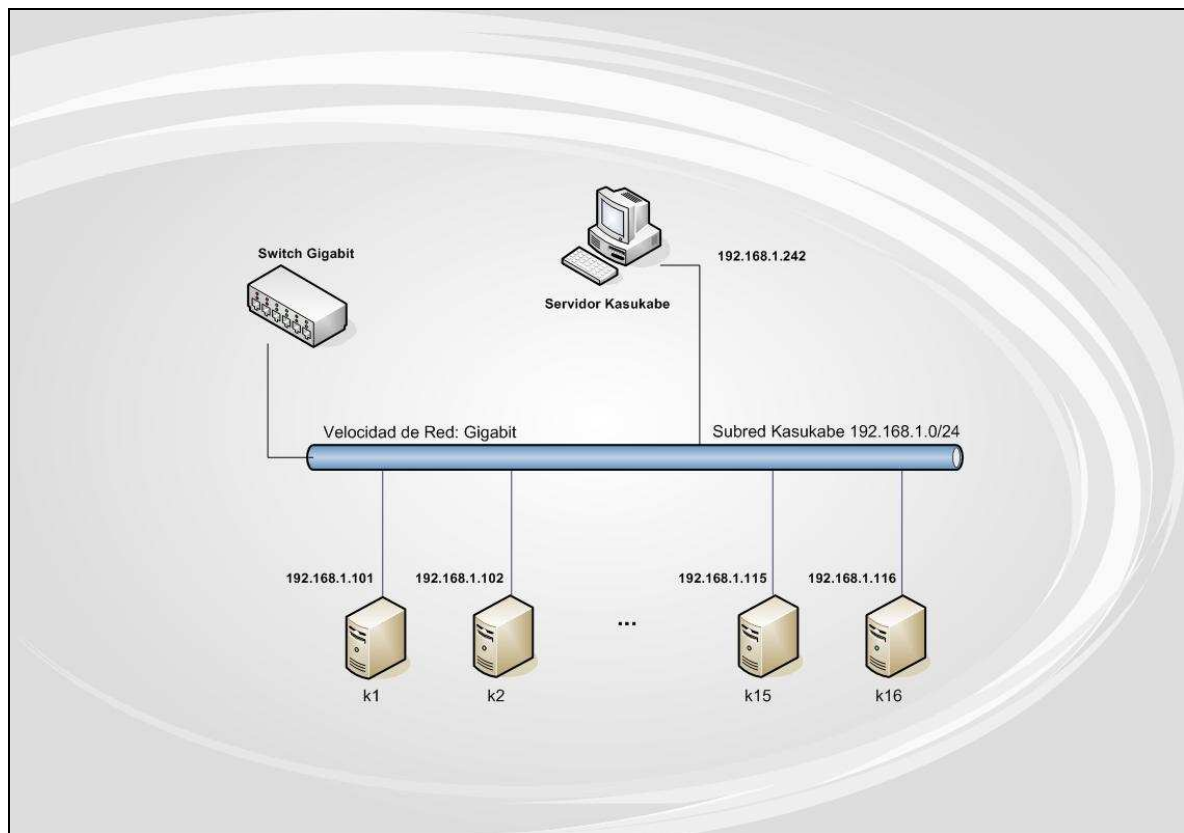 Switch Gigabit
192.168.1.242
Servidor Kasukabe
Velocidad de Red: Gigabit
Subred Kasukabe 192.168.1.0/24
192.168.1.101
192.168.1.102
192.168.1.115
192.168.1.116
...
k1
k2
k15
k16